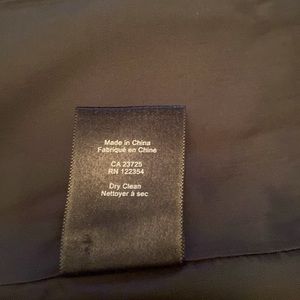 Made in China
Fabriqué en Chine
CA 23725
RN 122354
Dry Clean
Nettoyer à sec